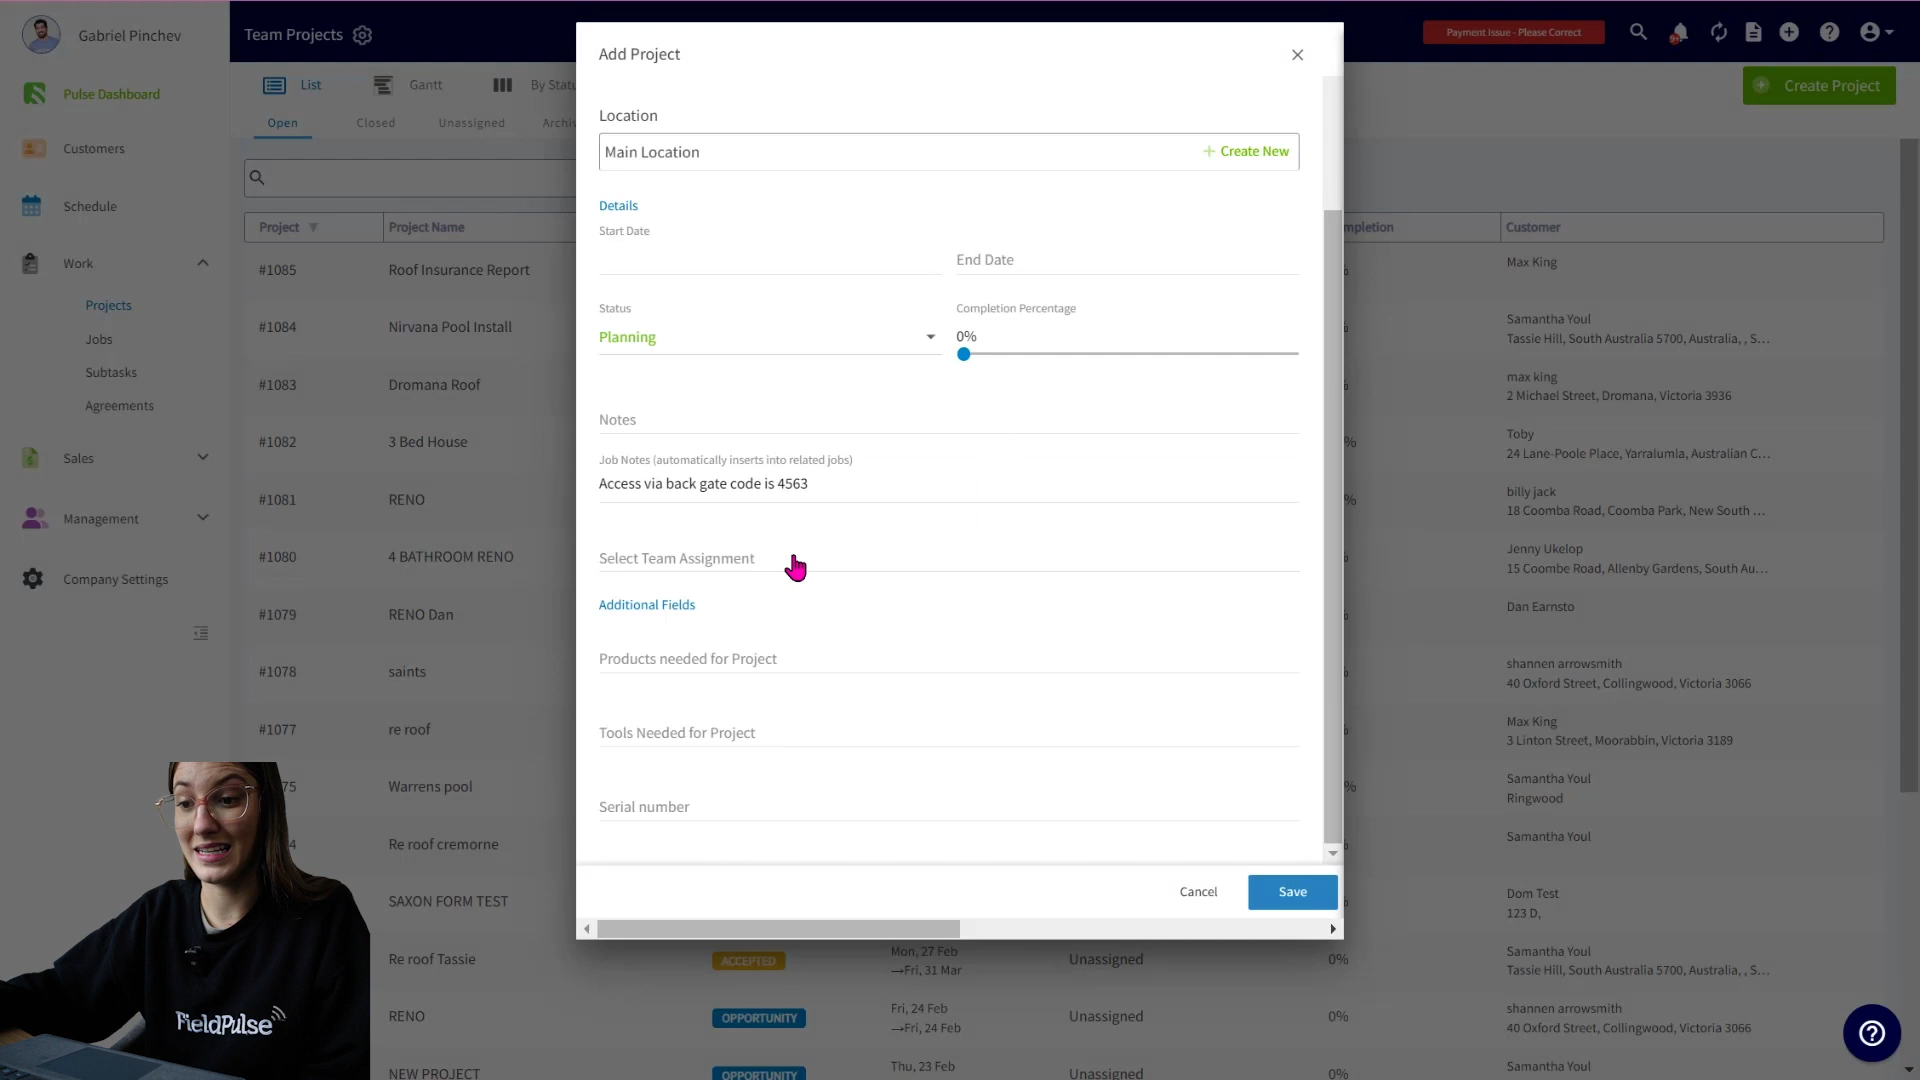 Gabriel Pinchev
Team Projects
Payment Issue - Please Correct
Add Project
Pulse Dashboard
Customers
Schedule
Work
Projects
Jobs
Subtasks
Agreements
Sales
Management
Company Settings
List
Gantt
By Statu
Create Project
Open
Closed
Unassigned
Archiv
Project
Project Name
mpletion
Customer
#1085
Roof Insurance Report
Max King
#1084
Nirvana Pool Install
Samantha Youl
Tassie Hill, South Australia 5700, Australia, , S...
#1083
Dromana Roof
max king
2 Michael Street, Dromana, Victoria 3936
#1082
3 Bed House
%
Toby
24 Lane-Poole Place, Yarralumla, Australian C...
#1081
RENO
%
billy jack
18 Coomba Road, Coomba Park, New South ...
#1080
4 BATHROOM RENO
Jenny Ukelop
15 Coombe Road, Allenby Gardens, South Au...
#1079
RENO Dan
Dan Earnsto
#1078
saints
shannen arrowsmith
40 Oxford Street, Collingwood, Victoria 3066
#1077
re roof
Max King
3 Linton Street, Moorabbin, Victoria 3189
75
Warrens pool
%
Samantha Youl
Ringwood
4
Re roof cremorne
Samantha Youl
SAXON FORM TEST
Dom Test
123 D,
Re roof Tassie
ACCEPTED
Mon, 27 Feb
→Fri, 31 Mar
Unassigned
0%
Samantha Youl
Tassie Hill, South Australia 5700, Australia, , S...
RENO
OPPORTUNITY
Fri, 24 Feb
→Fri, 24 Feb
Unassigned
0%
shannen arrowsmith
40 Oxford Street, Collingwood, Victoria 3066
NEW PROJECT
OPPORTUNITY
Thu, 23 Feb
Unassigned
0%
Samantha Youl
Location
Main Location
+ Create New
Details
Start Date
End Date
Status
Planning
Completion Percentage
0%
Notes
Job Notes (automatically inserts into related jobs)
Access via back gate code is 4563
Select Team Assignment
Additional Fields
Products needed for Project
Tools Needed for Project
Serial number
Cancel
Save
FieldPulse